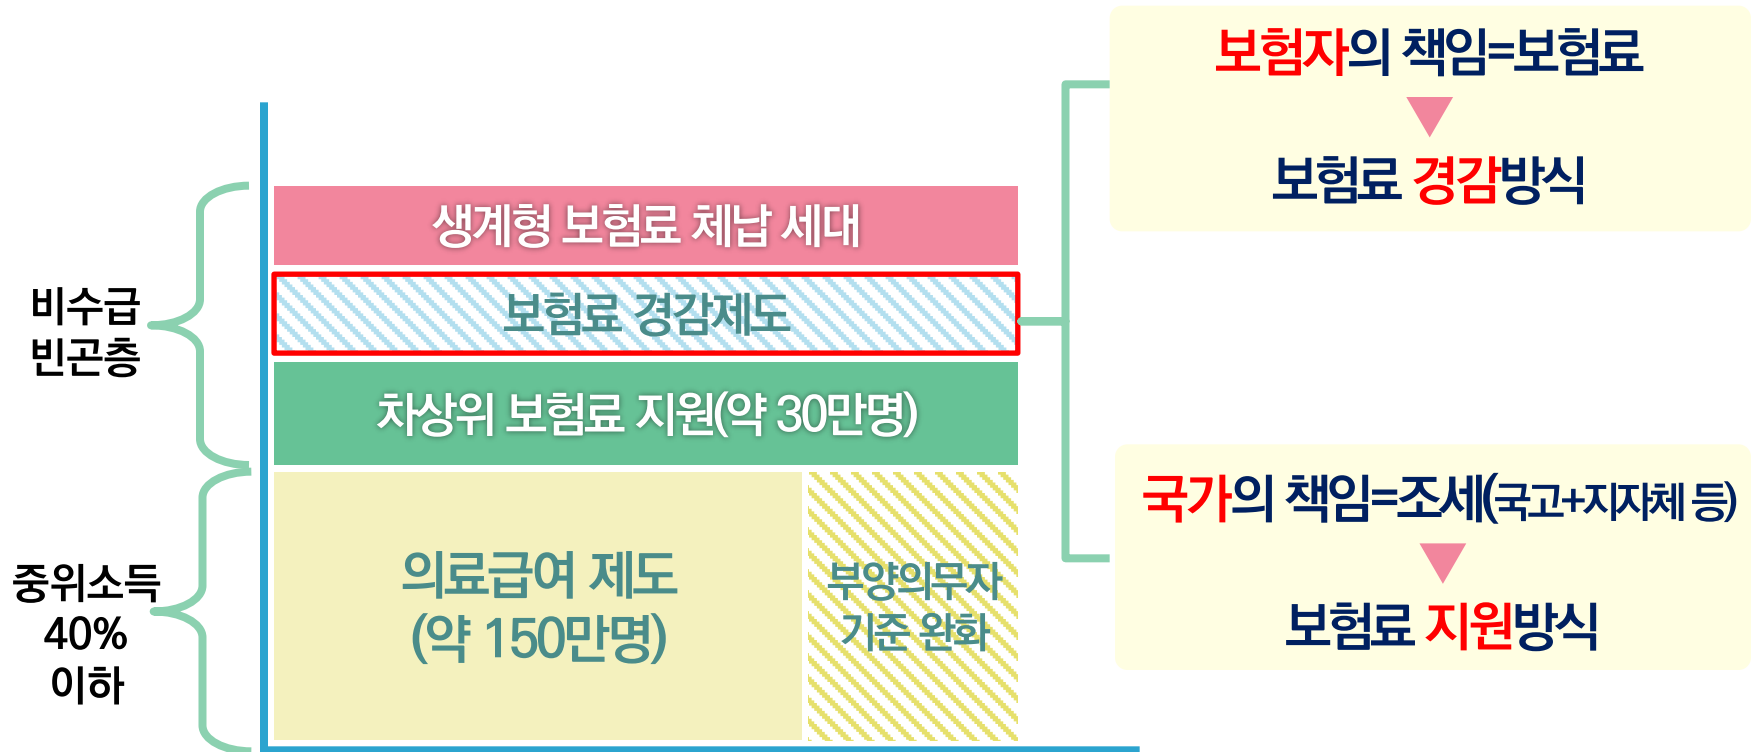 보험자의 책임=보험료
보험료 경감방식
생계형 보험료 체납 세대
보험료 경감제도
차상위 보험료 지원(약 30만명)
비수급
빈곤층
의료급여 제도
(약 150만명)
부양의무자
기준 완화
중위소득
40%
이하
국가의 책임=조세(국고+지자체 등)
보험료 지원방식